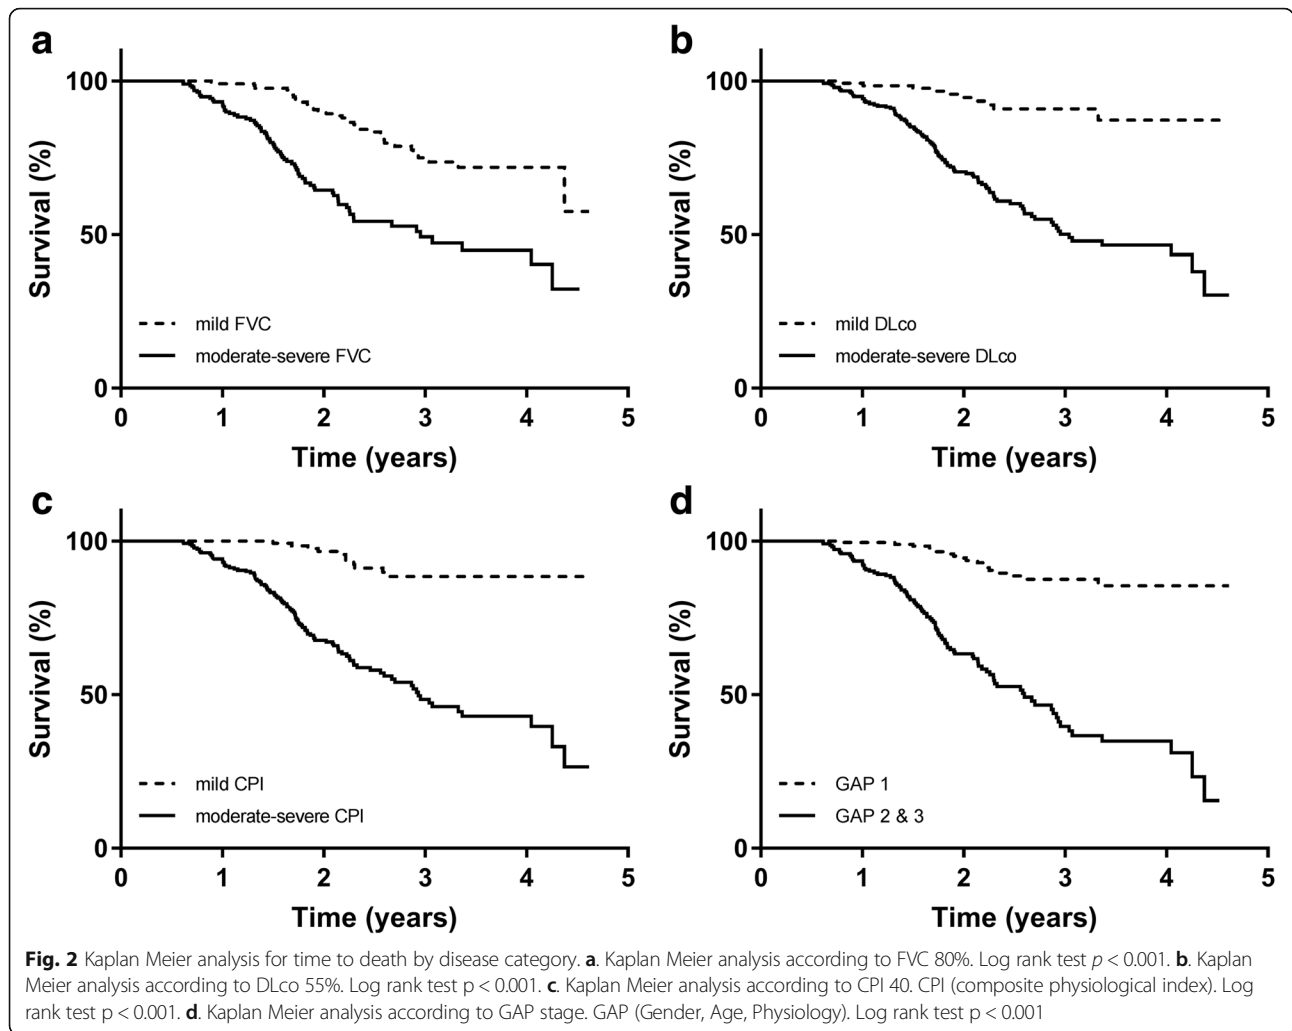 a
100
50
0
Survival (%)
mild FVC
moderate-severe FVC
0 1 2 3 4 5
Time (years)
b
100
50
0
Survival (%)
mild DLco
moderate-severe DLco
0 1 2 3 4 5
Time (years)
c
100
50
0
Survival (%)
mild CPI
moderate-severe CPI
0 1 2 3 4 5
Time (years)
d
100
50
0
Survival (%)
GAP 1
GAP 2 & 3
0 1 2 3 4 5
Time (years)
Fig. 2 Kaplan Meier analysis for time to death by disease category. a. Kaplan Meier analysis according to FVC 80%. Log rank test p < 0.001. b. Kaplan
Meier analysis according to DLco 55%. Log rank test p < 0.001. c. Kaplan Meier analysis according to CPI 40. CPI (composite physiological index). Log
rank test p < 0.001. d. Kaplan Meier analysis according to GAP stage. GAP (Gender, Age, Physiology). Log rank test p < 0.001